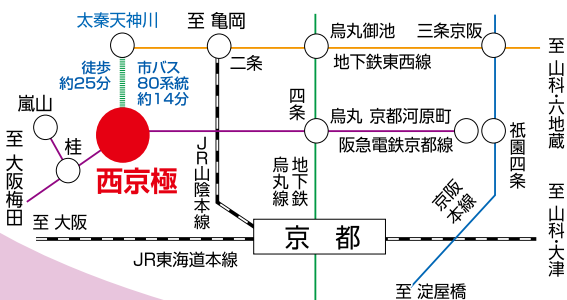 太秦天神川
至 亀岡
烏丸御池
三条京阪
二条
地下鉄東西線
至 山科・六地蔵
徒歩
約25分
市バス
80系統
約14分
嵐山
四条
烏丸
京都河原町
阪急電鉄京都線
祇園四条
桂
西京極
至 大阪梅田
JR山陰本線
地下鉄
烏丸線
京阪
本線
至 山科・大津
至 大阪
京都
JR東海道本線
至 淀屋橋